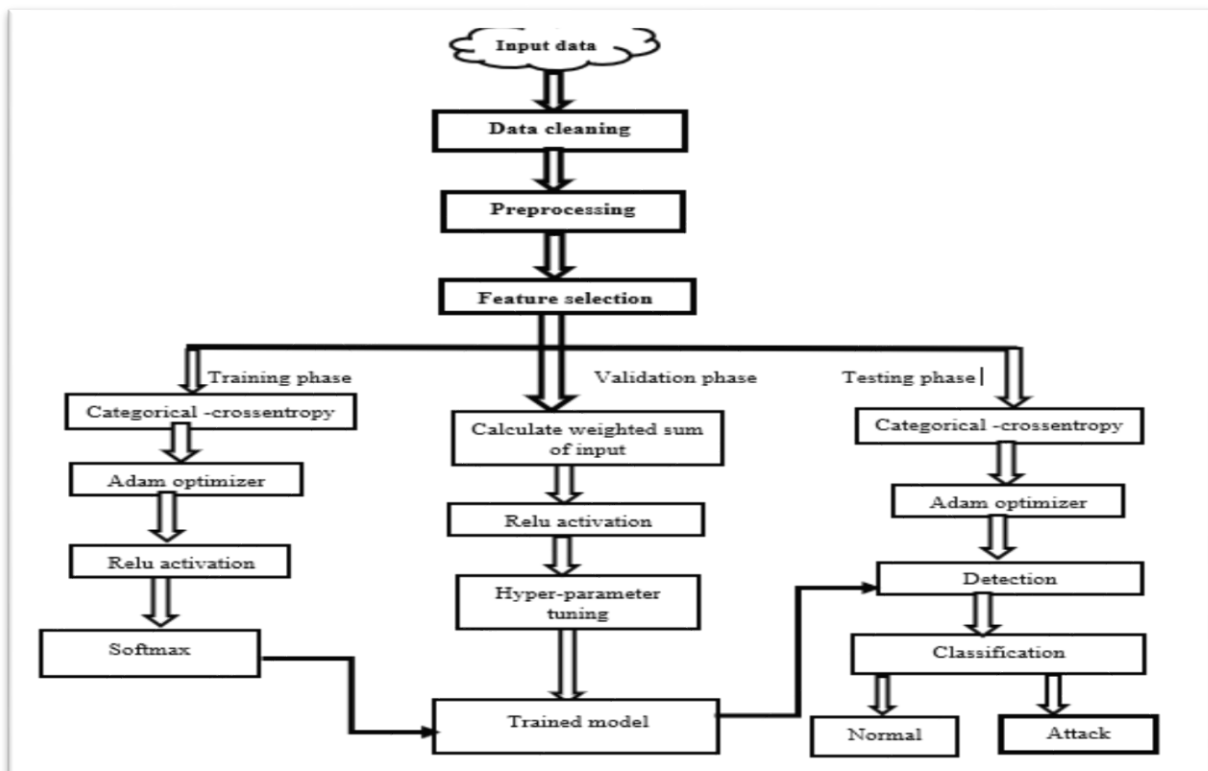 Input data
Data cleaning
Preprocessing
Feature selection
Training phase
Validation phase
Testing phase
Categorical -crossentropy
Adam optimizer
Relu activation
Softmax
Calculate weighted sum
of input
Relu activation
Hyper-parameter
tuning
Trained model
Categorical -crossentropy
Adam optimizer
Detection
Classification
Normal
Attack